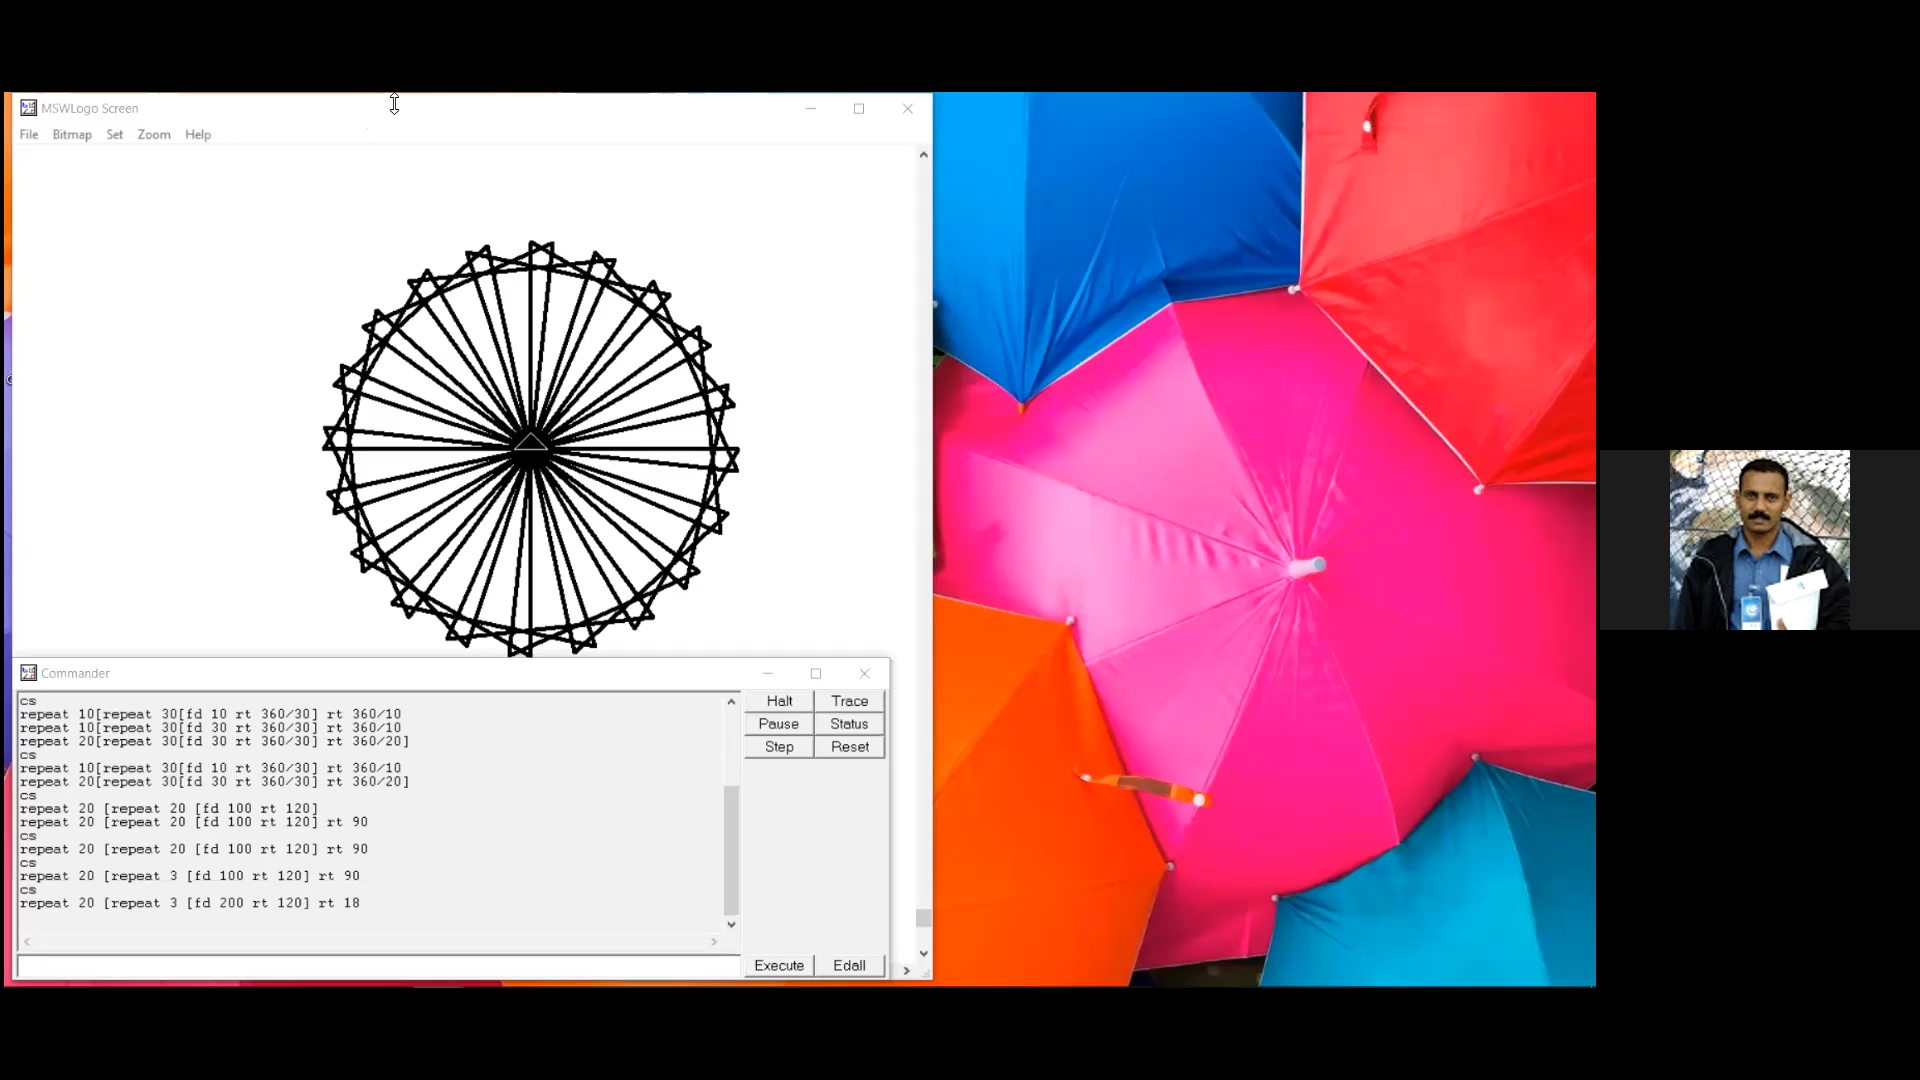 MSWLogo Screen
File Bitmap Set Zoom Help
Commander
cs
repeat 10[repeat 30[fd 10 rt 360/30] rt 360/10
repeat 10[repeat 30[fd 30 rt 360/30] rt 360/10
repeat 20[repeat 30[fd 30 rt 360/30] rt 360/20]
cs
repeat 10[repeat 30[fd 10 rt 360/30] rt 360/10
repeat 20[repeat 30[fd 30 rt 360/30] rt 360/20]
cs
repeat 20 [repeat 20 [fd 100 rt 120]
repeat 20 [repeat 20 [fd 100 rt 120] rt 90
cs
repeat 20 [repeat 20 [fd 100 rt 120] rt 90
cs
repeat 20 [repeat 3 [fd 100 rt 120] rt 90
cs
repeat 20 [repeat 3 [fd 200 rt 120] rt 18
Halt Trace
Pause Status
Step Reset
Execute Edall